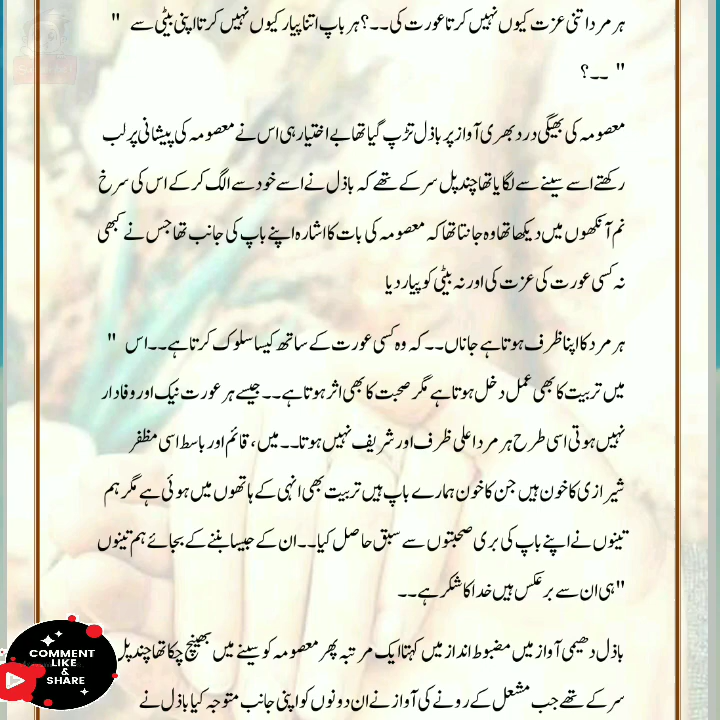 ہر مرد اتنی عزت کیوں نہیں کرتا عورت کی۔۔؟ ہر باپ اتنا پیار کیوں نہیں کرتا اپنی بیٹی سے "
" ۔۔؟
معصومہ کی بھیگی درد بھری آواز پر باذل تڑپ گیا تھا بے اختیار ہی اس نے معصومہ کی پیشانی پر لب
رکھتے اسے سینے سے لگایا تھا چند پل سرکے تھے کہ باذل نے اسے خود سے الگ کر کے اس کی سرخ
نم آنکھوں میں دیکھا تھا وہ جانتا تھا کہ معصومہ کی بات کا اشارہ اپنے باپ کی جانب تھا جس نے کبھی
نہ کسی عورت کی عزت کی اور نہ بیٹی کو پیار دیا
ہر مرد کا اپنا ظرف ہوتا ہے جاناں۔۔ کہ وہ کسی عورت کے ساتھ کیسا سلوک کرتا ہے۔۔ اس "
میں تربیت کا بھی عمل دخل ہوتا ہے مگر صحبت کا بھی اثر ہوتا ہے۔۔ جیسے ہر عورت نیک اور وفادار
نہیں ہوتی اسی طرح ہر مرد اعلی ظرف اور شریف نہیں ہوتا۔۔ میں، قائم اور باسط اسی مظفر
شیرازی کا خون ہیں جن کا خون ہمارے باپ ہیں تربیت بھی انہی کے ہاتھوں میں ہوئی ہے مگر ہم
تینوں نے اپنے باپ کی بری صحبتوں سے سبق حاصل کیا۔۔ ان کے جیسا بننے کے بجائے ہم تینوں
"ہی ان سے برعکس ہیں خدا کا شکر ہے۔۔
باذل دھیمی آواز میں مضبوط انداز میں کہتا ایک مرتبہ پھر معصومہ کو سینے میں بھینچ چکا تھا چند پل
سرکے تھے جب مشعل کے رونے کی آواز نے ان دونوں کو اپنی جانب متوجہ کیا باذل نے
COMMENT
LIKE
&
SHARE